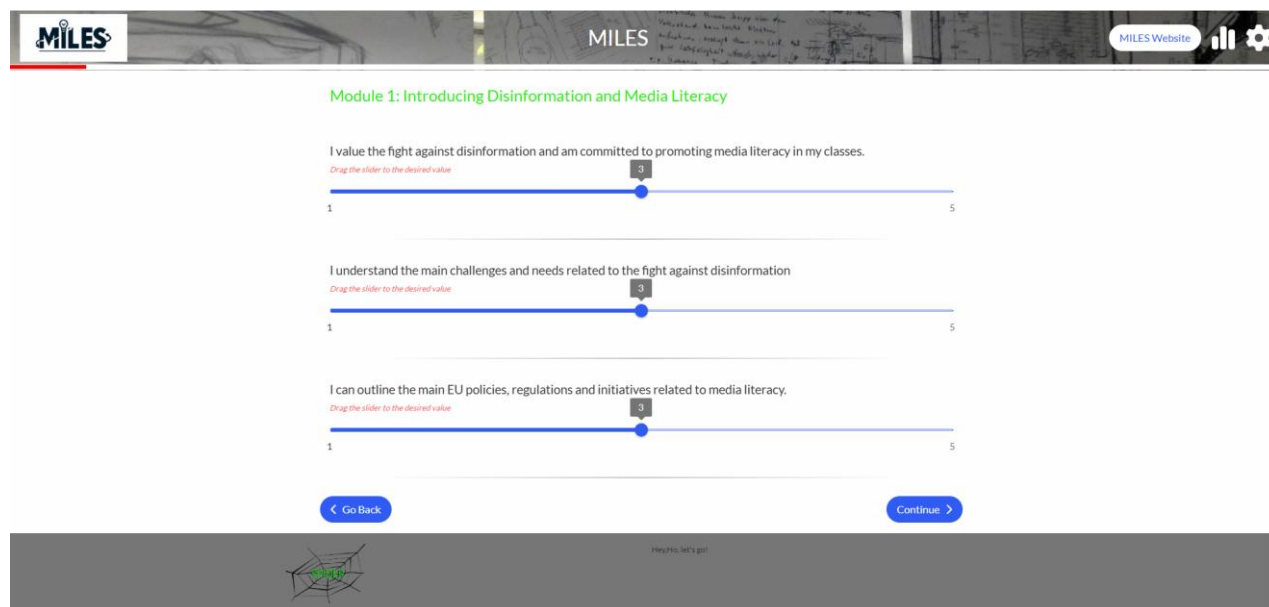 MILES
MILES
MILES Website
Module 1: Introducing Disinformation and Media Literacy
I value the fight against disinformation and am committed to promoting media literacy in my classes.
Drag the slider to the desired value
3
1
5
I understand the main challenges and needs related to the fight against disinformation
Drag the slider to the desired value
3
1
5
I can outline the main EU policies, regulations and initiatives related to media literacy.
Drag the slider to the desired value
3
1
5
Go Back
Continue
Hey,Ho, let's go!